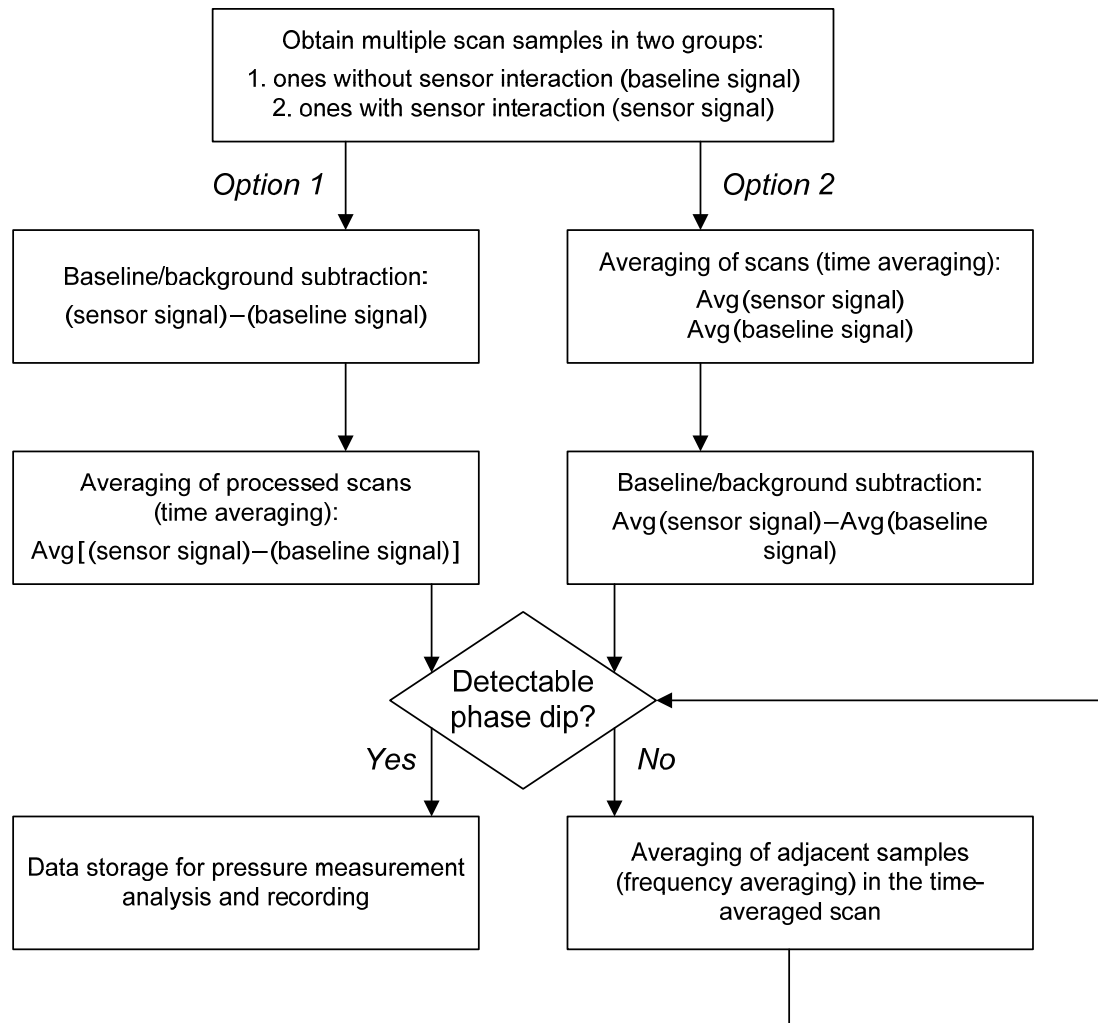 Obtain multiple scan samples in two groups:
1. ones without sensor interaction (baseline signal)
2. ones with sensor interaction (sensor signal)
Option 1
Option 2
Baseline/background subtraction:
(sensor signal)–(baseline signal)
Averaging of scans (time averaging):
Avg(sensor signal)
Avg(baseline signal)
Averaging of processed scans
(time averaging):
Avg[(sensor signal)–(baseline signal)]
Baseline/background subtraction:
Avg(sensor signal)–Avg(baseline
signal)
Detectable
phase dip?
Yes
No
Data storage for pressure measurement
analysis and recording
Averaging of adjacent samples
(frequency averaging) in the time-
averaged scan